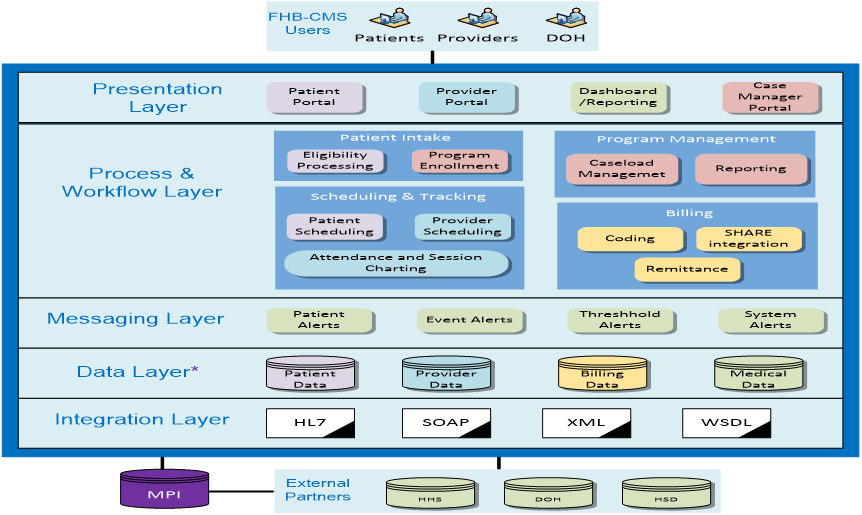 FHB-CMS
Users
Patients Providers DOH
Presentation
Layer
Patient
Portal
Provider
Portal
Dashboard
/Reporting
Case
Manager
Portal
Process &
Workflow Layer
Patient Intake
Eligibility
Processing
Program
Enrollment
Program Management
Caseload
Managemet
Reporting
Scheduling & Tracking
Patient
Scheduling
Provider
Scheduling
Attendance and Session
Charting
Billing
Coding
SHARE
integration
Remittance
Messaging Layer
Patient
Alerts
Event Alerts
Threshhold
Alerts
System
Alerts
Data Layer*
Patient
Data
Provider
Data
Billing
Data
Medical
Data
Integration Layer
HL7
SOAP
XML
WSDL
MPI
External
Partners
HHS
DOH
HSD